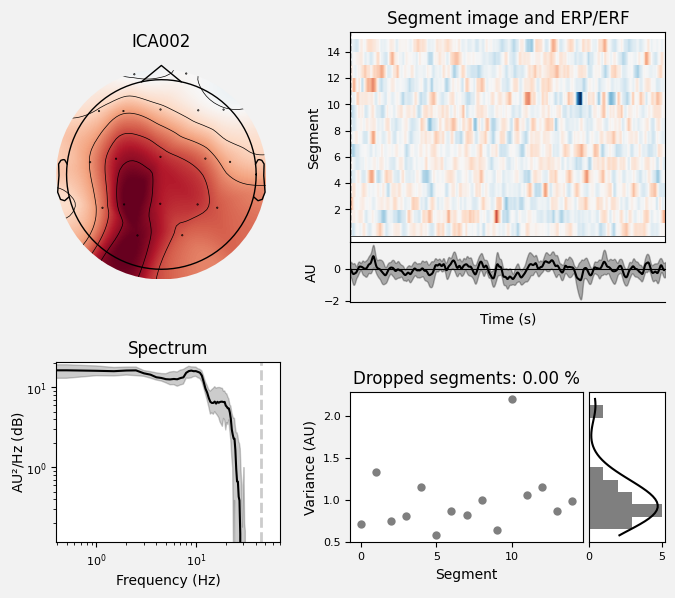 ICA002
Segment image and ERP/ERF
14
12
10
8
6
4
2
Segment
0
−2
AU
Time (s)
Spectrum
10¹
10⁰
AU²/Hz (dB)
10⁰ 10¹
Frequency (Hz)
Dropped segments: 0.00 %
2.0
1.5
1.0
0.5
Variance (AU)
0 5 10
Segment
0 5